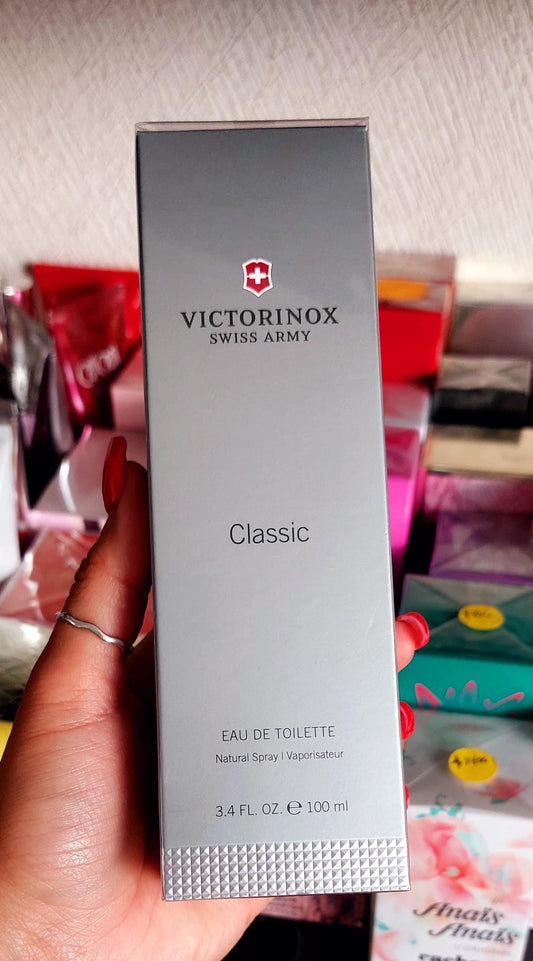 VICTORINOX
SWISS ARMY
Classic
EAU DE TOILETTE
Natural Spray | Vaporisateur
3.4 FL. OZ. ℮ 100 ml
Anaïs
Anaïs